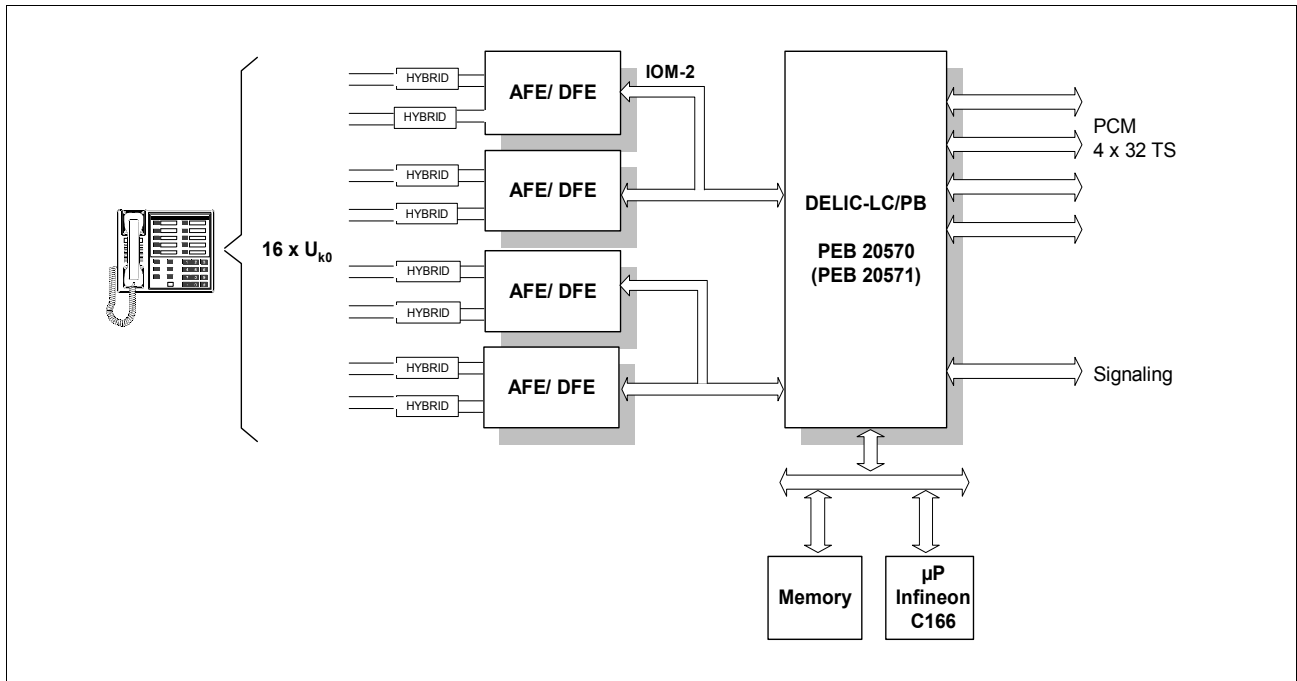 IOM-2
HYBRID
HYBRID
AFE/ DFE
HYBRID
HYBRID
AFE/ DFE
16 x Uk0
HYBRID
HYBRID
AFE/ DFE
HYBRID
HYBRID
AFE/ DFE
DELIC-LC/PB
PEB 20570
(PEB 20571)
PCM
4 x 32 TS
Signaling
Memory
µP
Infineon
C166